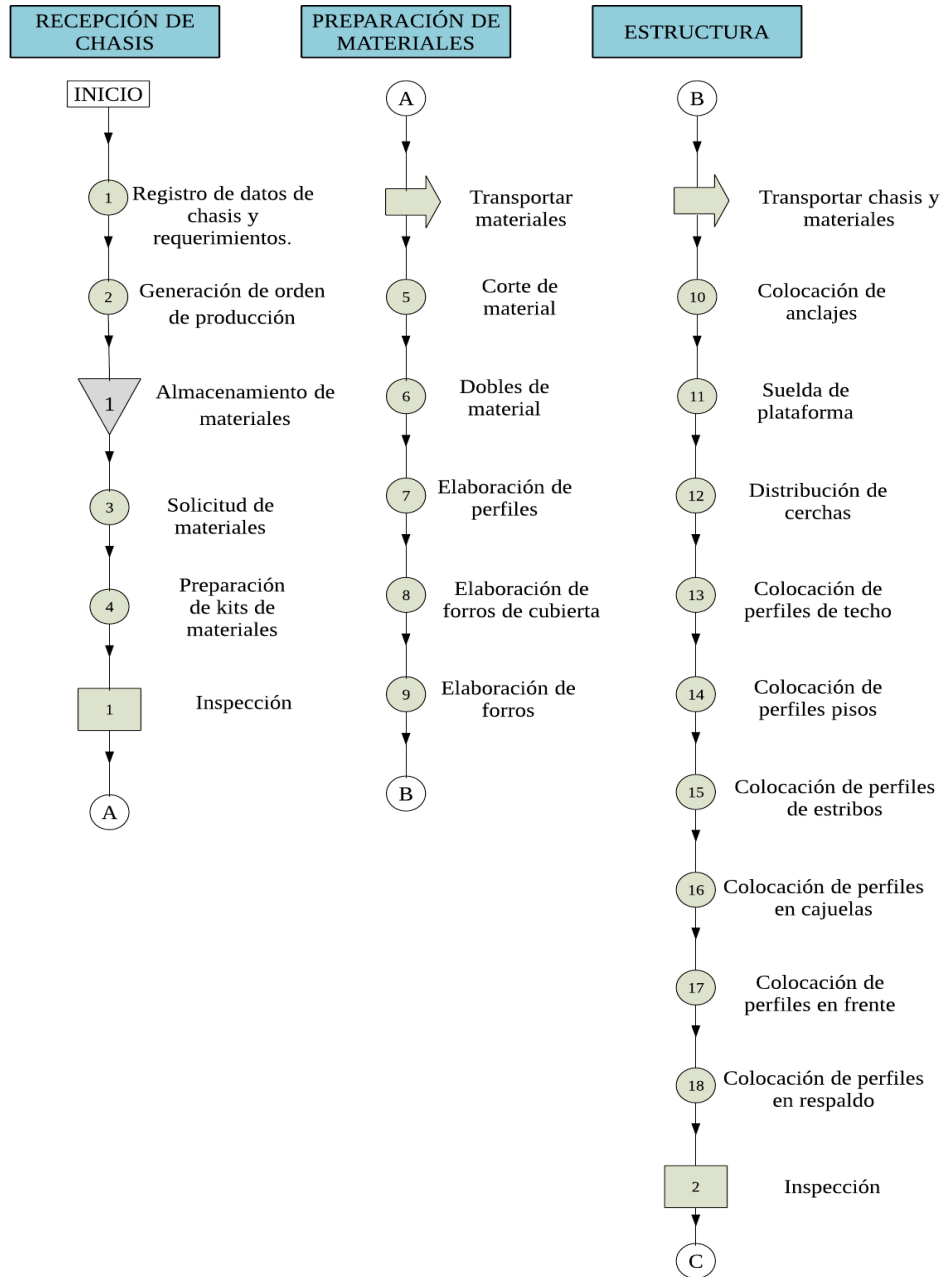 RECEPCIÓN DE
CHASIS
INICIO
1
Registro de datos de
chasis y
requerimientos.
2
Generación de orden
de producción
1
Almacenamiento de
materiales
3
Solicitud de
materiales
4
Preparación
de kits de
materiales
1
Inspección
A
PREPARACIÓN DE
MATERIALES
A
Transportar
materiales
5
Corte de
material
6
Dobles de
material
7
Elaboración de
perfiles
8
Elaboración de
forros de cubierta
9
Elaboración de
forros
B
ESTRUCTURA
B
Transportar chasis y
materiales
10
Colocación de
anclajes
11
Suelda de
plataforma
12
Distribución de
cerchas
13
Colocación de
perfiles de techo
14
Colocación de
perfiles pisos
15
Colocación de perfiles
de estribos
16
Colocación de perfiles
en cajuelas
17
Colocación de
perfiles en frente
18
Colocación de perfiles
en respaldo
2
Inspección
C